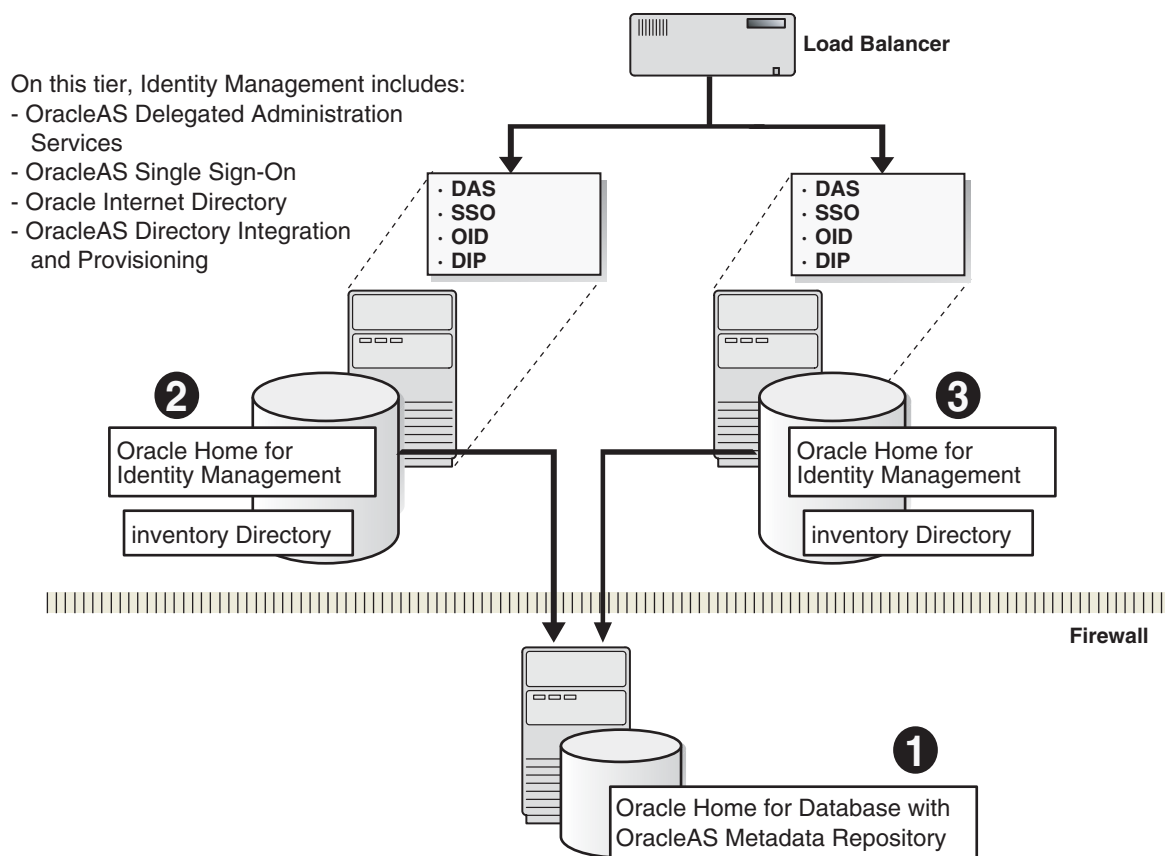 Load Balancer
On this tier, Identity Management includes:
- OracleAS Delegated Administration
Services
- OracleAS Single Sign-On
- Oracle Internet Directory
- OracleAS Directory Integration
and Provisioning
· DAS
· SSO
· OID
· DIP
· DAS
· SSO
· OID
· DIP
2
Oracle Home for
Identity Management
inventory Directory
3
Oracle Home for
Identity Management
inventory Directory
Firewall
1
Oracle Home for Database with
OracleAS Metadata Repository